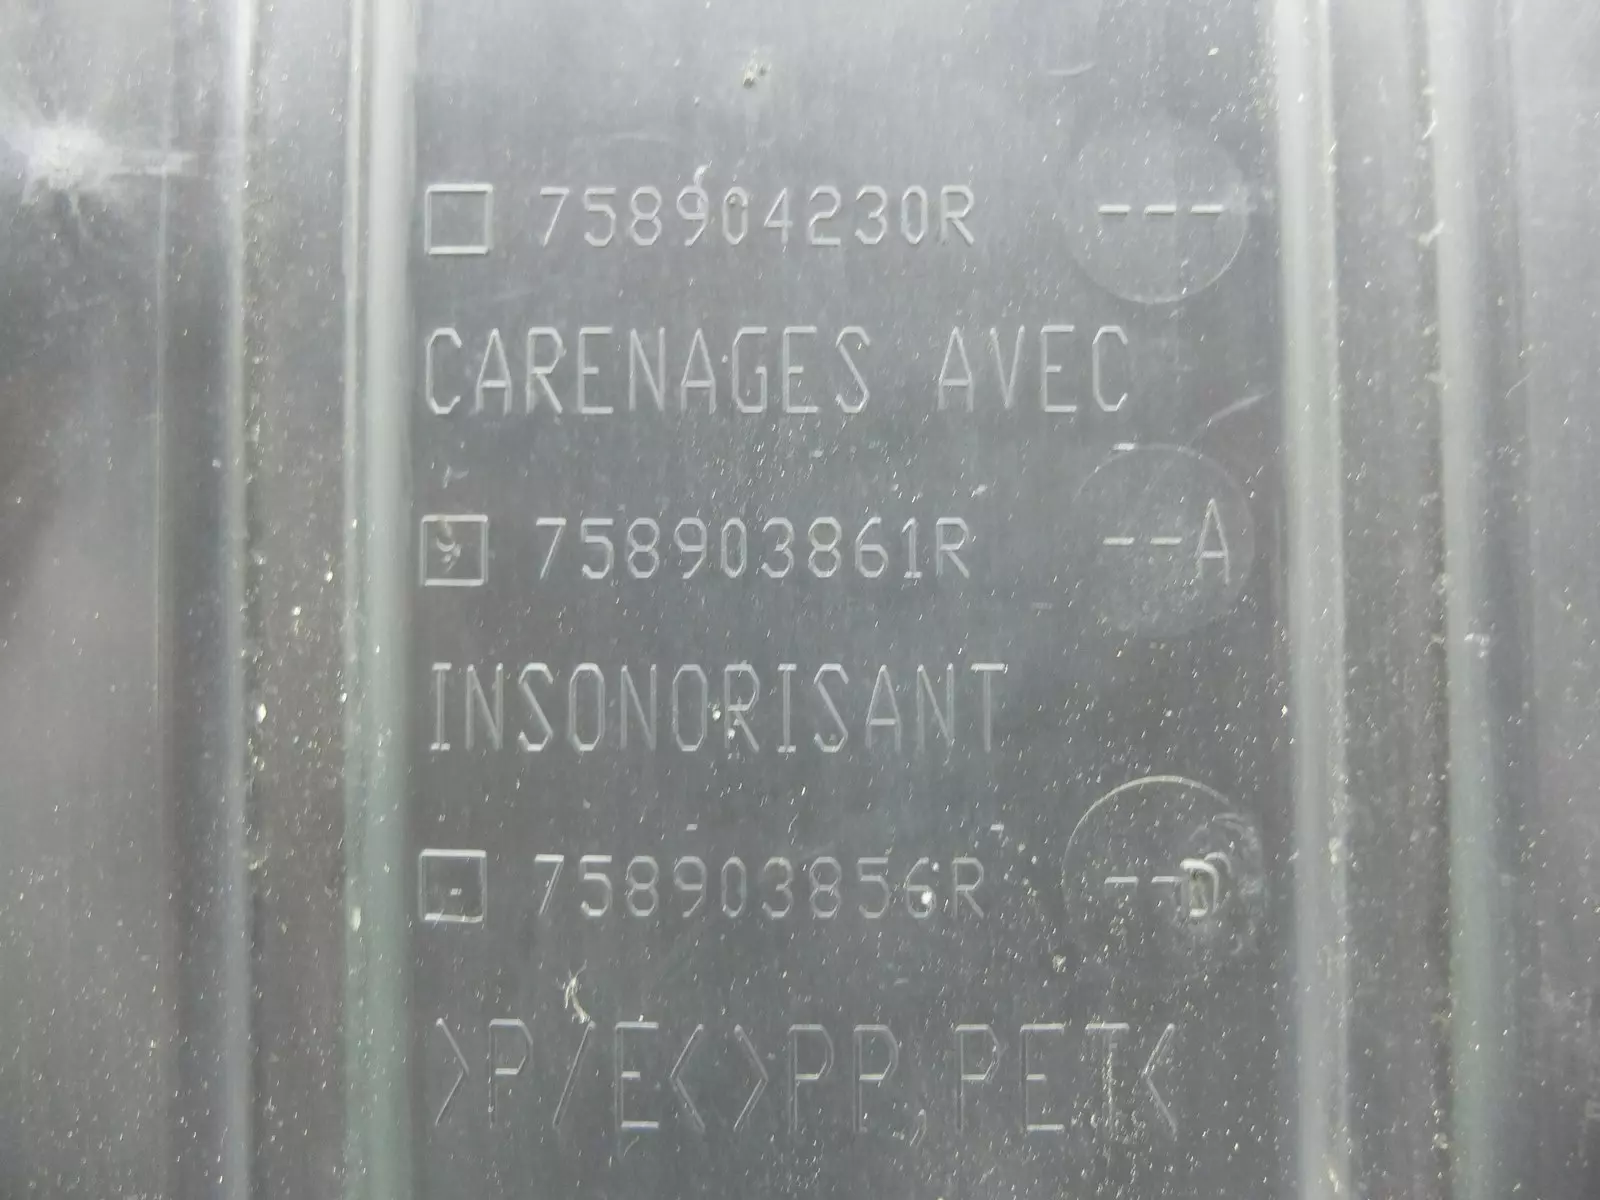 758904230R ---
CARENAGES AVEC
758903861R --A
INSONORISANT
758903856R --D
>P/E<>PP,PET<